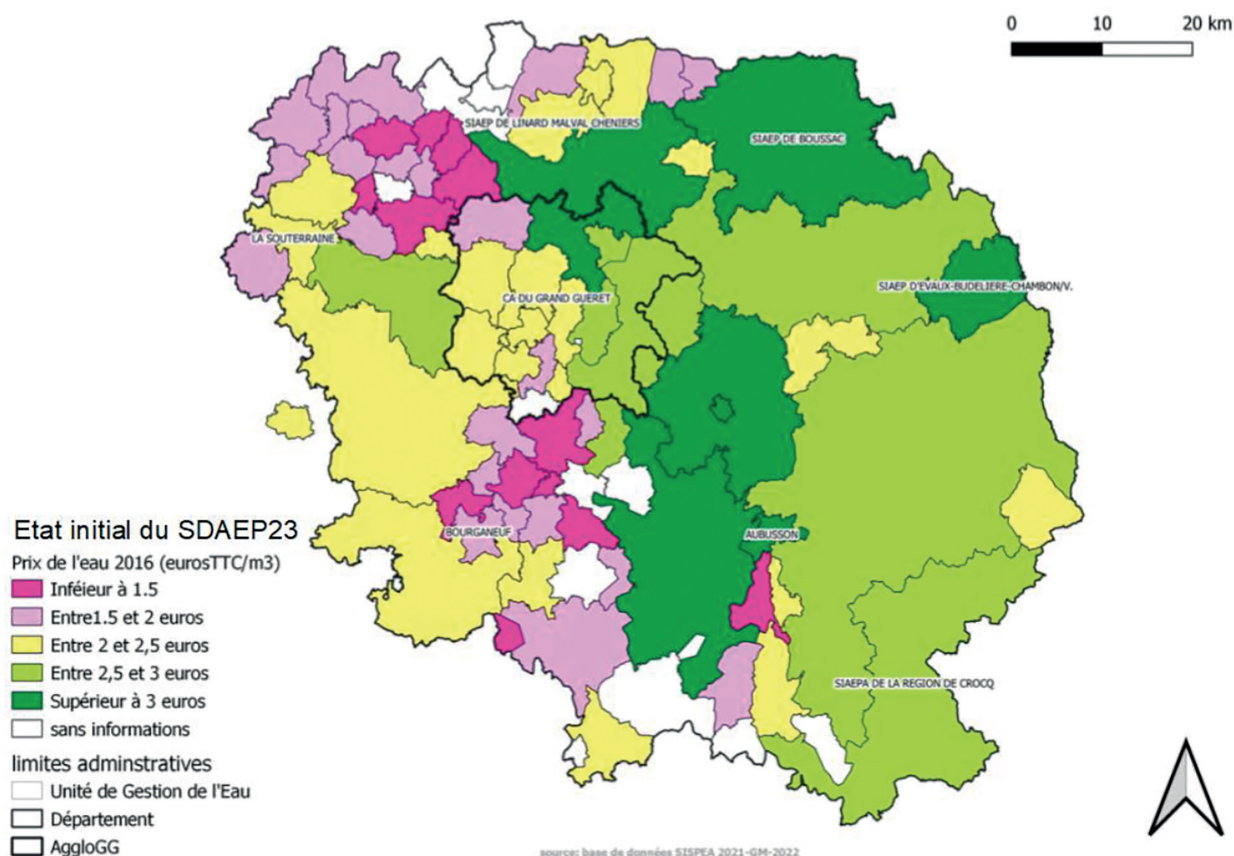 0 10 20 km
SIAEP DE LINARD MALVAL CHENIERS
SIAEP DE BOUSSAC
LA SOUTERRAINE
SIAEP D'EVAUX-BUDELIERE-CHAMBON/V.
CA DU GRAND GUERET
BOURGANEUF
AUBUSSON
SIAEPA DE LA REGION DE CROCQ
Etat initial du SDAEP23
Prix de l'eau 2016 (eurosTTC/m3)
Inféieur à 1.5
Entre1.5 et 2 euros
Entre 2 et 2,5 euros
Entre 2,5 et 3 euros
Supérieur à 3 euros
sans informations
limites adminstratives
Unité de Gestion de l'Eau
Département
AggloGG
source: base de données SISPEA 2021-GM-2022